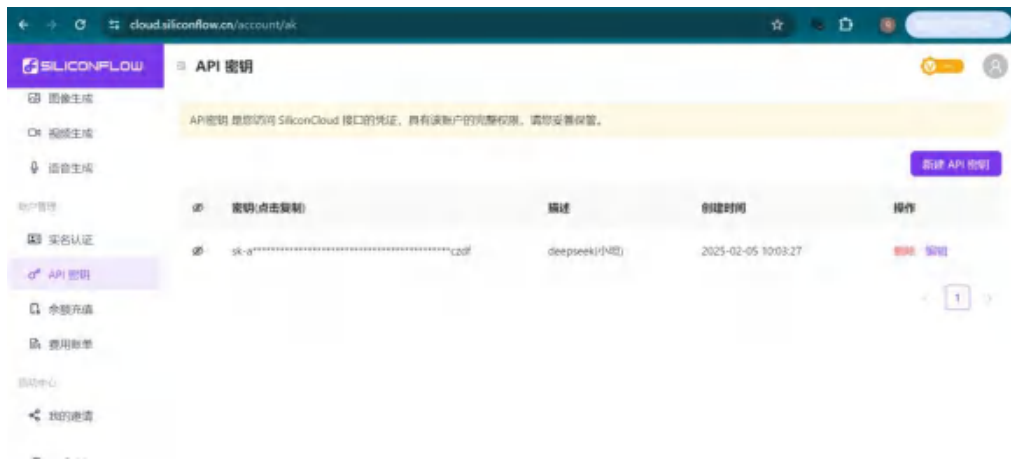 cloud.siliconflow.cn/account/ak
SILICONFLOW
API 密钥
图像生成
视频生成
语音生成
账户管理
实名认证
API 密钥
余额充值
费用账单
活动中心
我的邀请
API密钥 是您访问 SiliconCloud 接口的凭证，具有该账户的完整权限，请您妥善保管。
新建 API 密钥
密钥(点击复制) 描述 创建时间 操作
sk-a************************************************czdf deepseek(小程) 2025-02-05 10:03:27 删除 编辑
1